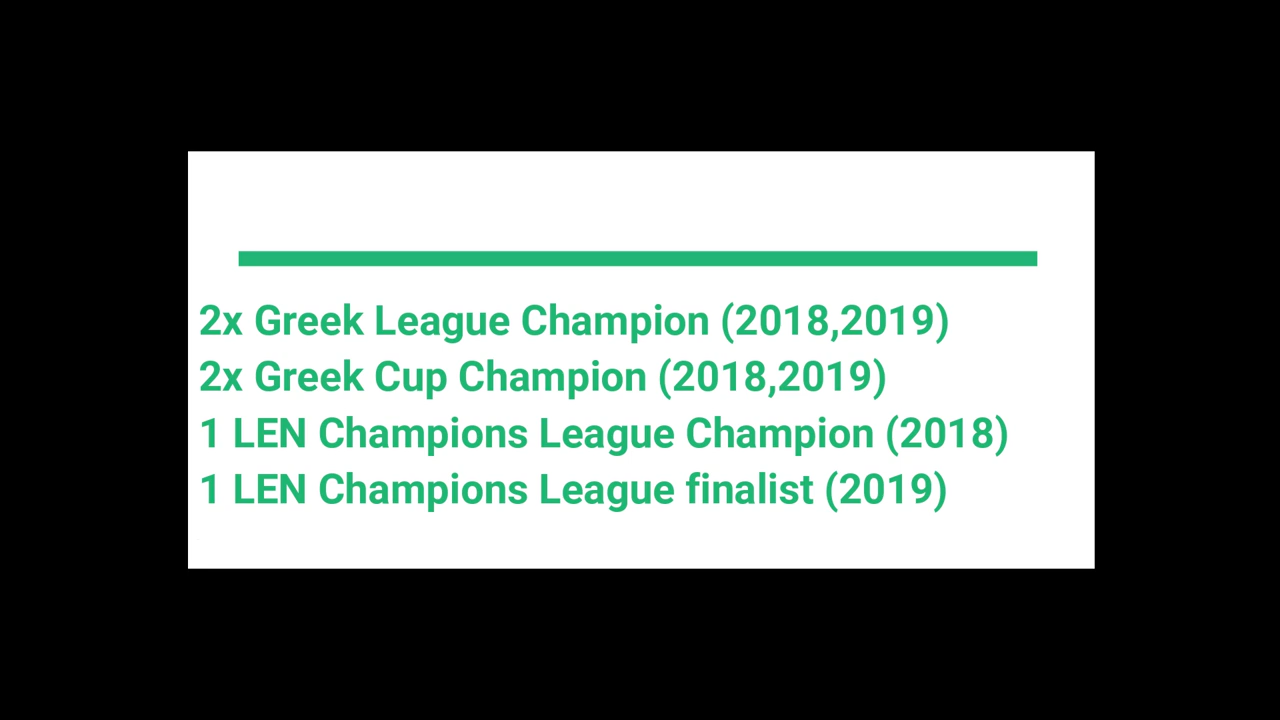 2x Greek League Champion (2018,2019)
2x Greek Cup Champion (2018,2019)
1 LEN Champions League Champion (2018)
1 LEN Champions League finalist (2019)